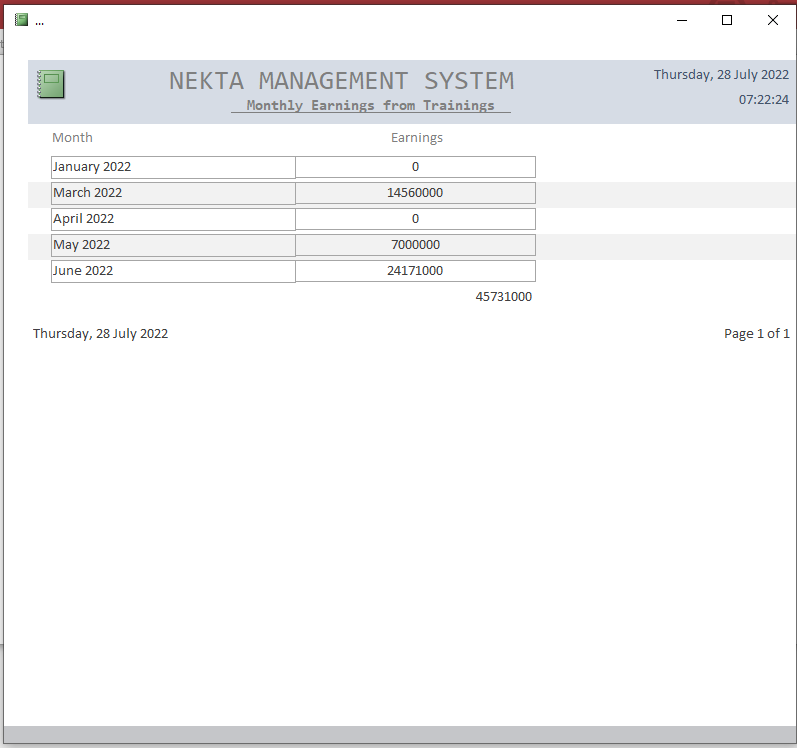 ...
NEKTA MANAGEMENT SYSTEM
Thursday, 28 July 2022
Monthly Earnings from Trainings
07:22:24
Month Earnings
January 2022 0
March 2022 14560000
April 2022 0
May 2022 7000000
June 2022 24171000
45731000
Thursday, 28 July 2022 Page 1 of 1